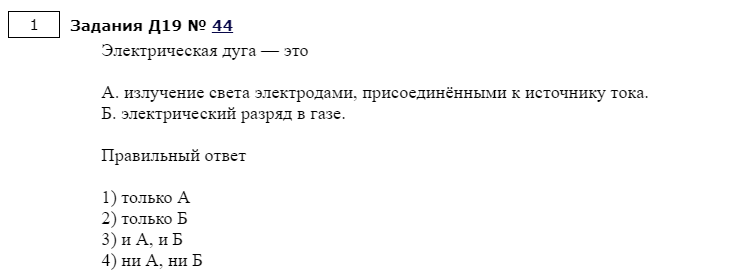 1 Задания Д19 № 44
Электрическая дуга — это
А. излучение света электродами, присоединёнными к источнику тока.
Б. электрический разряд в газе.
Правильный ответ
1) только А
2) только Б
3) и А, и Б
4) ни А, ни Б